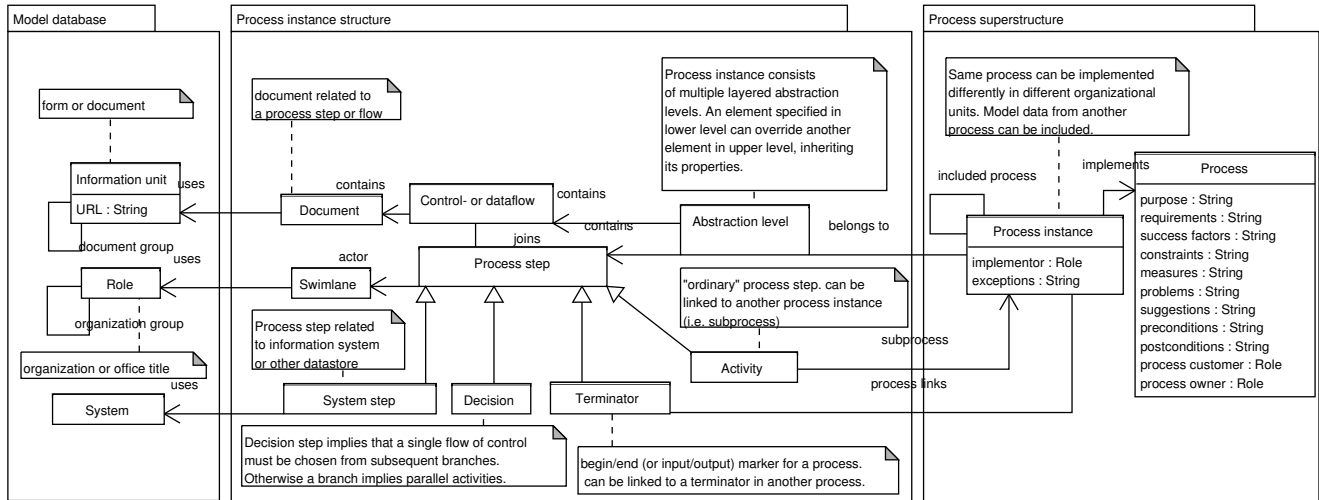 Model database
Process instance structure
Process superstructure
form or document
Information unit
URL : String
document group
uses
Role
organization group
uses
organization or office title
uses
System
document related to
a process step or flow
contains
Document
Control- or dataflow
contains
contains
joins
Process step
actor
Swimlane
Process step related
to information system
or other datastore
System step
Decision
Terminator
Decision step implies that a single flow of control
must be chosen from subsequent branches.
Otherwise a branch implies parallel activities.
begin/end (or input/output) marker for a process.
can be linked to a terminator in another process.
Process instance consists
of multiple layered abstraction
levels. An element specified in
lower level can override another
element in upper level, inheriting
its properties.
Abstraction level
belongs to
"ordinary" process step. can be
linked to another process instance
(i.e. subprocess)
subprocess
Activity
process links
Same process can be implemented
differently in different organizational
units. Model data from another
process can be included.
included process
implements
Process instance
implementor : Role
exceptions : String
Process
purpose : String
requirements : String
success factors : String
constraints : String
measures : String
problems : String
suggestions : String
preconditions : String
postconditions : String
process customer : Role
process owner : Role